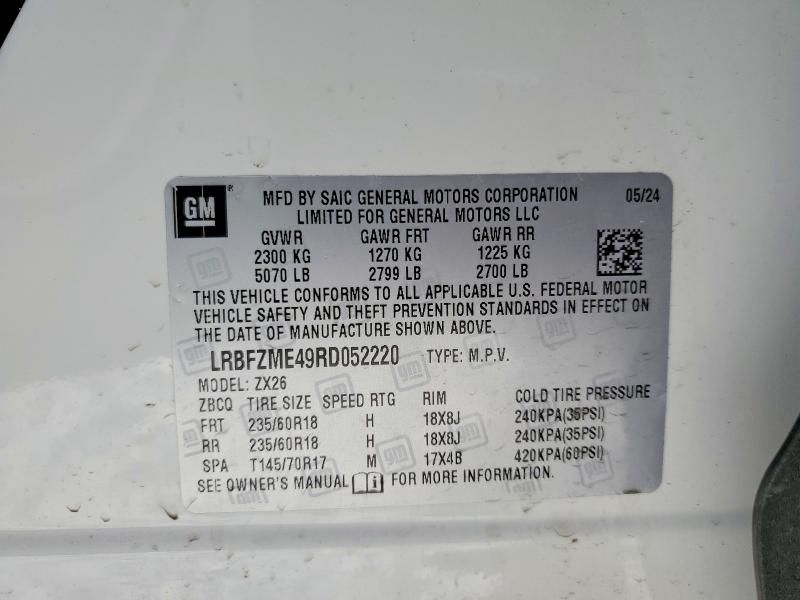 GM ® MFD BY SAIC GENERAL MOTORS CORPORATION 05/24
LIMITED FOR GENERAL MOTORS LLC
GVWR GAWR FRT GAWR RR
2300 KG 1270 KG 1225 KG
5070 LB 2799 LB 2700 LB
THIS VEHICLE CONFORMS TO ALL APPLICABLE U.S. FEDERAL MOTOR
VEHICLE SAFETY AND THEFT PREVENTION STANDARDS IN EFFECT ON
THE DATE OF MANUFACTURE SHOWN ABOVE.
LRBFZME49RD052220 TYPE: M.P.V.
MODEL: ZX26
ZBCQ TIRE SIZE SPEED RTG RIM COLD TIRE PRESSURE
FRT 235/60R18 H 18X8J 240KPA(35PSI)
RR 235/60R18 H 18X8J 240KPA(35PSI)
SPA T145/70R17 M 17X4B 420KPA(60PSI)
SEE OWNER'S MANUAL i FOR MORE INFORMATION.